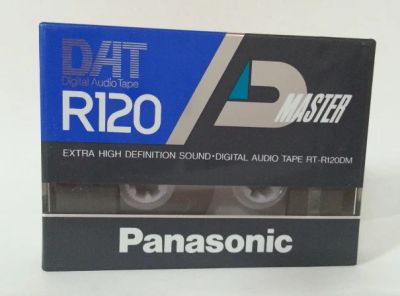 DAT
Digital Audio Tape
R120
D MASTER
EXTRA HIGH DEFINITION SOUND·DIGITAL AUDIO TAPE RT-R120DM
Panasonic